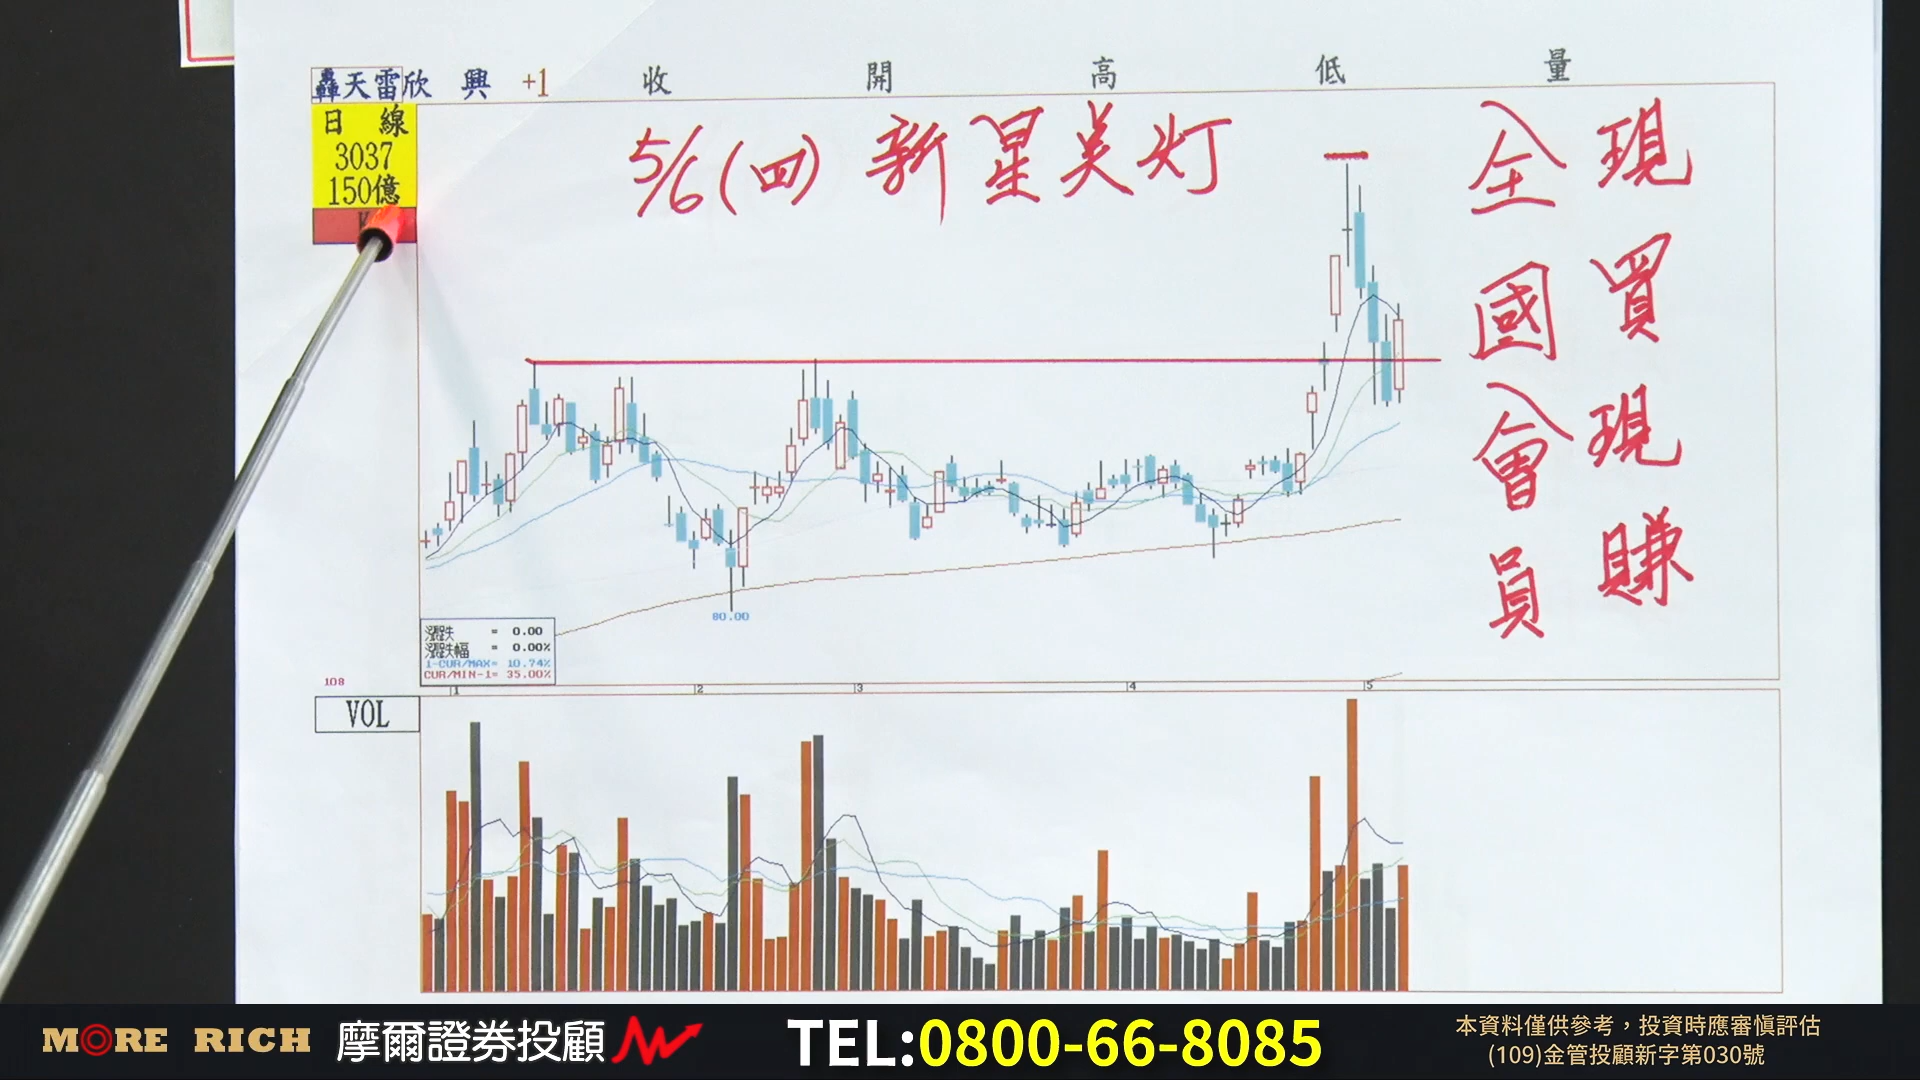 轟天雷欣 興 +1 收 開 高 低 量
日 線
3037
150億
5/6(四) 新星美灯
現買現賺
全國會員
80.00
漲跌 = 0.00
漲跌幅 = 0.00%
1-CUR/MAX= 10.74%
CUR/MIN-1= 35.00%
108
1 2 3 4 5
VOL
MORE RICH 摩爾證券投顧
TEL:0800-66-8085
本資料僅供參考，投資時應審慎評估
(109)金管投顧新字第030號